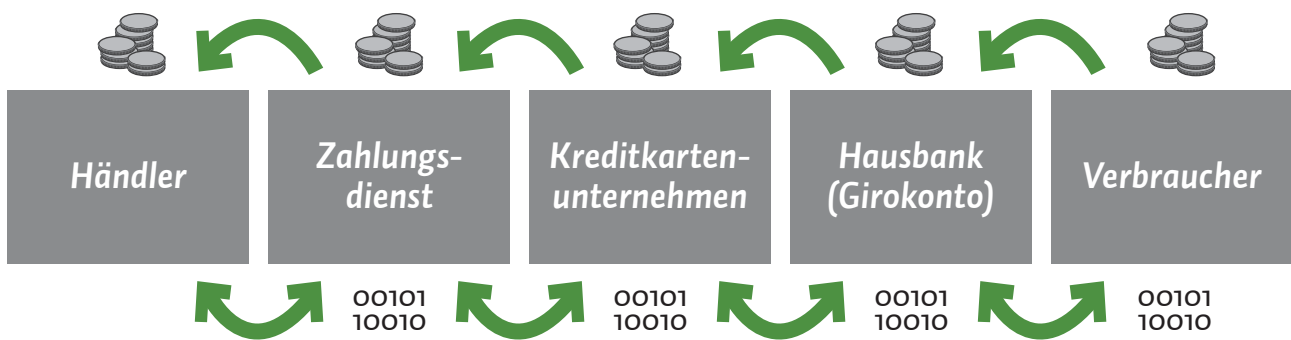 Händler
Zahlungs-
dienst
Kreditkarten-
unternehmen
Hausbank
(Girokonto)
Verbraucher
00101
10010
00101
10010
00101
10010
00101
10010